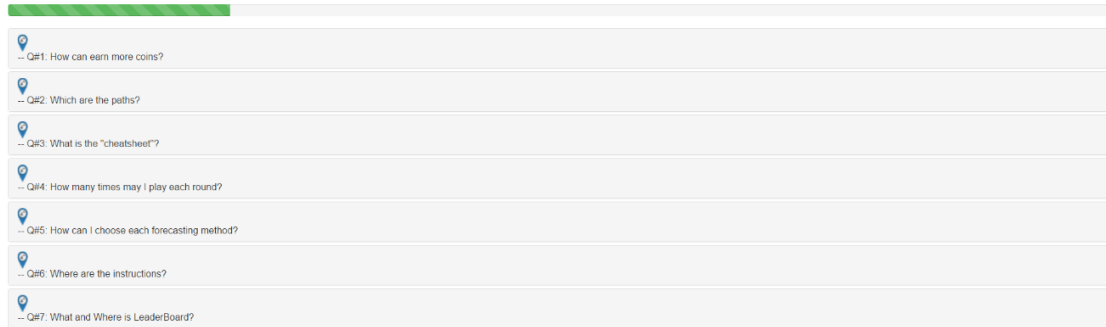 -- Q#1: How can earn more coins?
-- Q#2: Which are the paths?
-- Q#3: What is the "cheatsheet"?
-- Q#4: How many times may I play each round?
-- Q#5: How can I choose each forecasting method?
-- Q#6: Where are the instructions?
-- Q#7: What and Where is LeaderBoard?